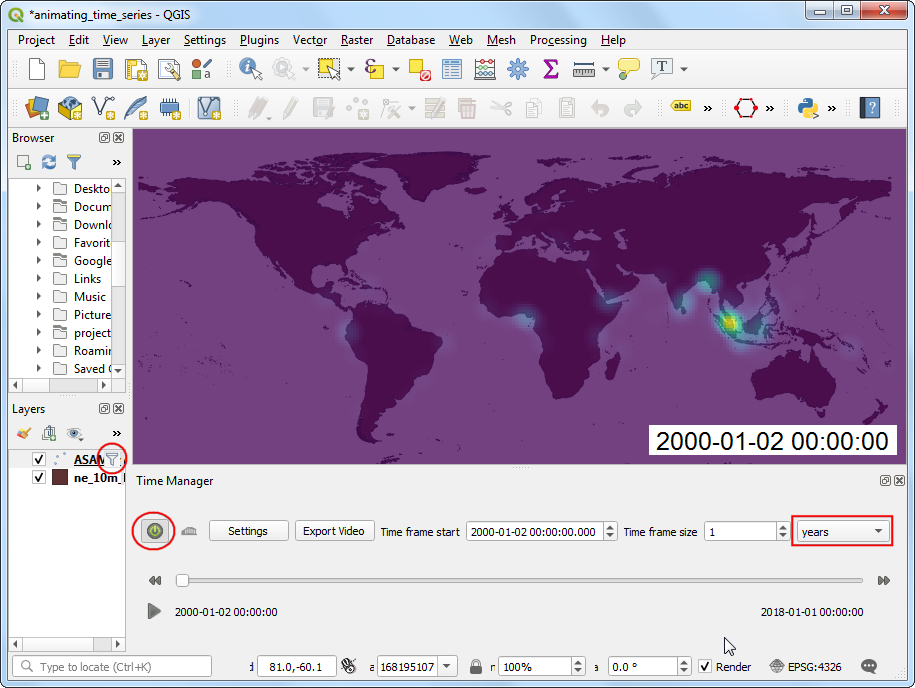 *animating_time_series - QGIS
Project Edit View Layer Settings Plugins Vector Raster Database Web Mesh Processing Help
abc
Browser
Deskto
Docum
Downlo
Favorit
Google
Links
Music
Picture
project
Roamin
Saved
Layers
ASAM
ne_10m_l
2000-01-02 00:00:00
Time Manager
Settings Export Video Time frame start 2000-01-02 00:00:00.000 Time frame size 1 years
2000-01-02 00:00:00 2018-01-01 00:00:00
Type to locate (Ctrl+K) 81.0,-60.1 a 168195107 100% a 0.0 ° Render EPSG:4326